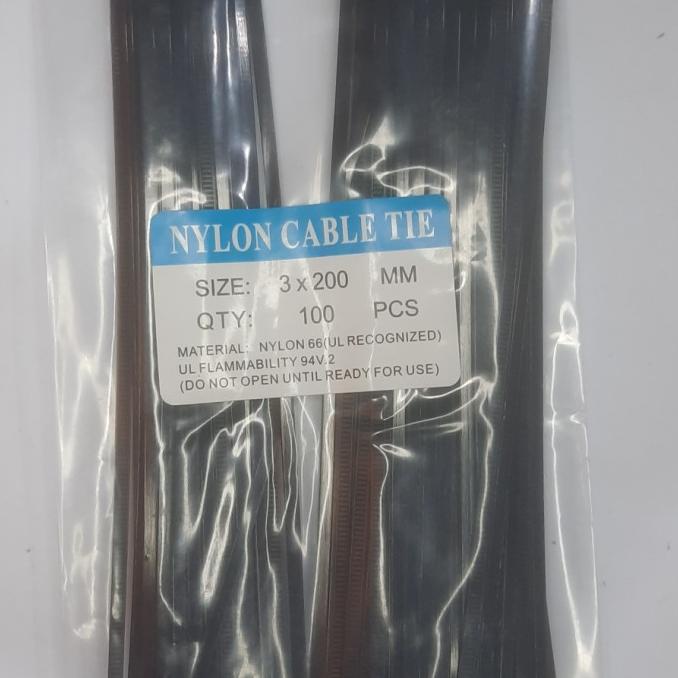 NYLON CABLE TIE
SIZE: 3 x 200 MM
QTY: 100 PCS
MATERIAL: NYLON 66(UL RECOGNIZED)
UL FLAMMABILITY 94V.2
(DO NOT OPEN UNTIL READY FOR USE)